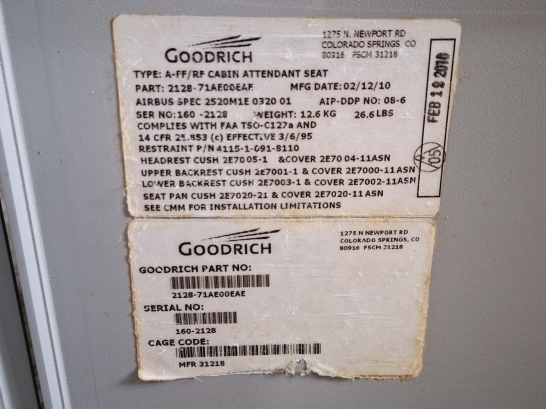 GOODRICH
1275 N. NEWPORT RD
COLORADO SPRINGS, CO
80916 FSCM 31218
TYPE: A-FF/RF CABIN ATTENDANT SEAT
PART: 2128-71AE00EAE MFG DATE: 02/12/10
AIRBUS SPEC 2520M1E 0320 01 AIP-DDP NO: 08-6
SER NO: 160 -2128 WEIGHT: 12.6 KG 26.6 LBS
COMPLIES WITH FAA TSO-C127a AND
14 CFR 25.853 (c) EFFECTIVE 3/6/95
RESTRAINT P/N 4115-1-091-8110
HEADREST CUSH 2E7005-1 &COVER 2E7004-11ASN
UPPER BACKREST CUSH 2E7001-1 & COVER 2E7000-11ASN
LOWER BACKREST CUSH 2E7003-1 & COVER 2E7002-11ASN
SEAT PAN CUSH 2E7020-21 & COVER 2E7020-11ASN
SEE CMM FOR INSTALLATION LIMITATIONS
FEB 12 2010
05
GOODRICH
1275 N NEWPORT RD
COLORADO SPRINGS, CO
80916 FSCM 31218
GOODRICH PART NO:
2128-71AE00EAE
SERIAL NO:
160-2128
CAGE CODE:
MFR 31218